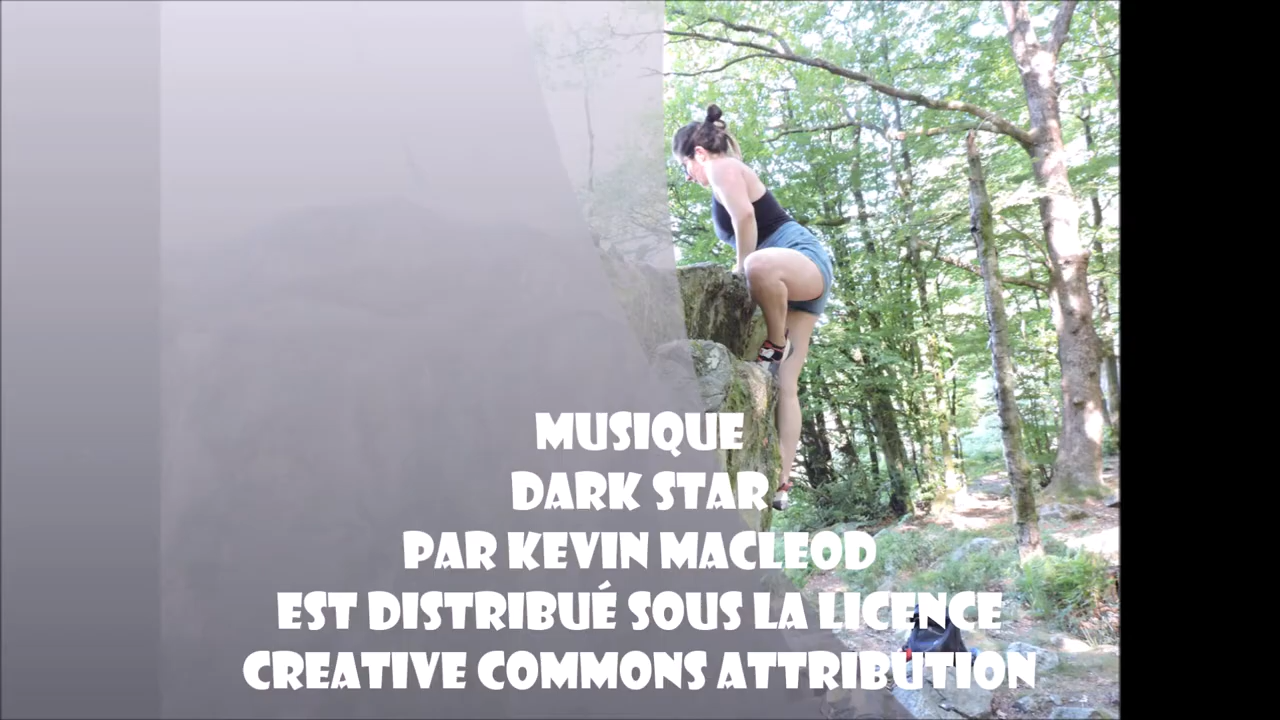 MUSIQUE
DARK STAR
PAR KEVIN MACLEOD
EST DISTRIBUÉ SOUS LA LICENCE
CREATIVE COMMONS ATTRIBUTION